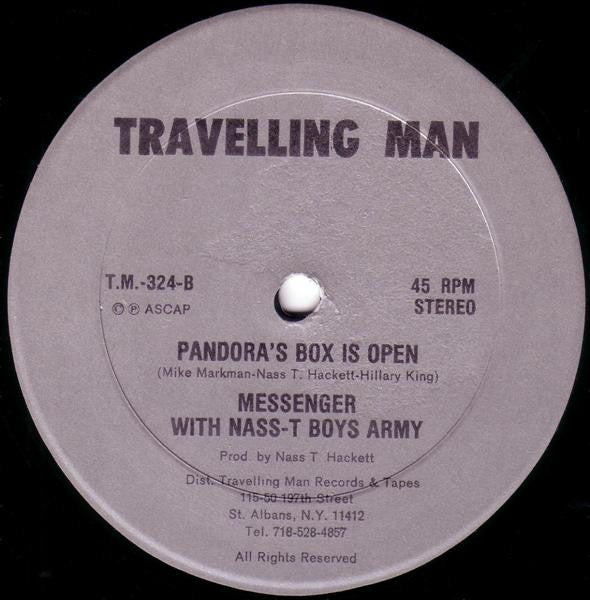 TRAVELLING MAN
T.M.-324-B
45 RPM
© ℗ ASCAP
STEREO
PANDORA'S BOX IS OPEN
(Mike Markman-Nass T. Hackett-Hillary King)
MESSENGER
WITH NASS-T BOYS ARMY
Prod. by Nass T Hackett
Dist. Travelling Man Records & Tapes
115-50 197th Street
St. Albans, N.Y. 11412
Tel. 718-528-4857
All Rights Reserved